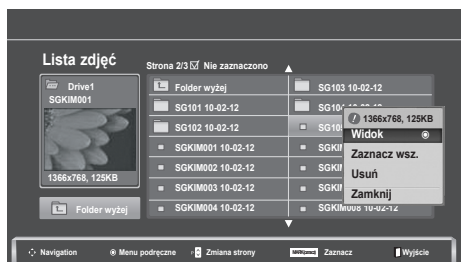 Lista zdjęć
Strona 2/3 Nie zaznaczono
Drive1
SGKIM001
1366x768, 125KB
Folder wyżej
Folder wyżej
SG101 10-02-12
SG102 10-02-12
SGKIM001 10-02-12
SGKIM002 10-02-12
SGKIM003 10-02-12
SGKIM004 10-02-12
SG103 10-02-12
SGKIM008 10-02-12
1366x768, 125KB
Widok
Zaznacz wsz.
Usuń
Zamknij
Navigation Menu podręczne P Zmiana strony Zaznacz Wyjście